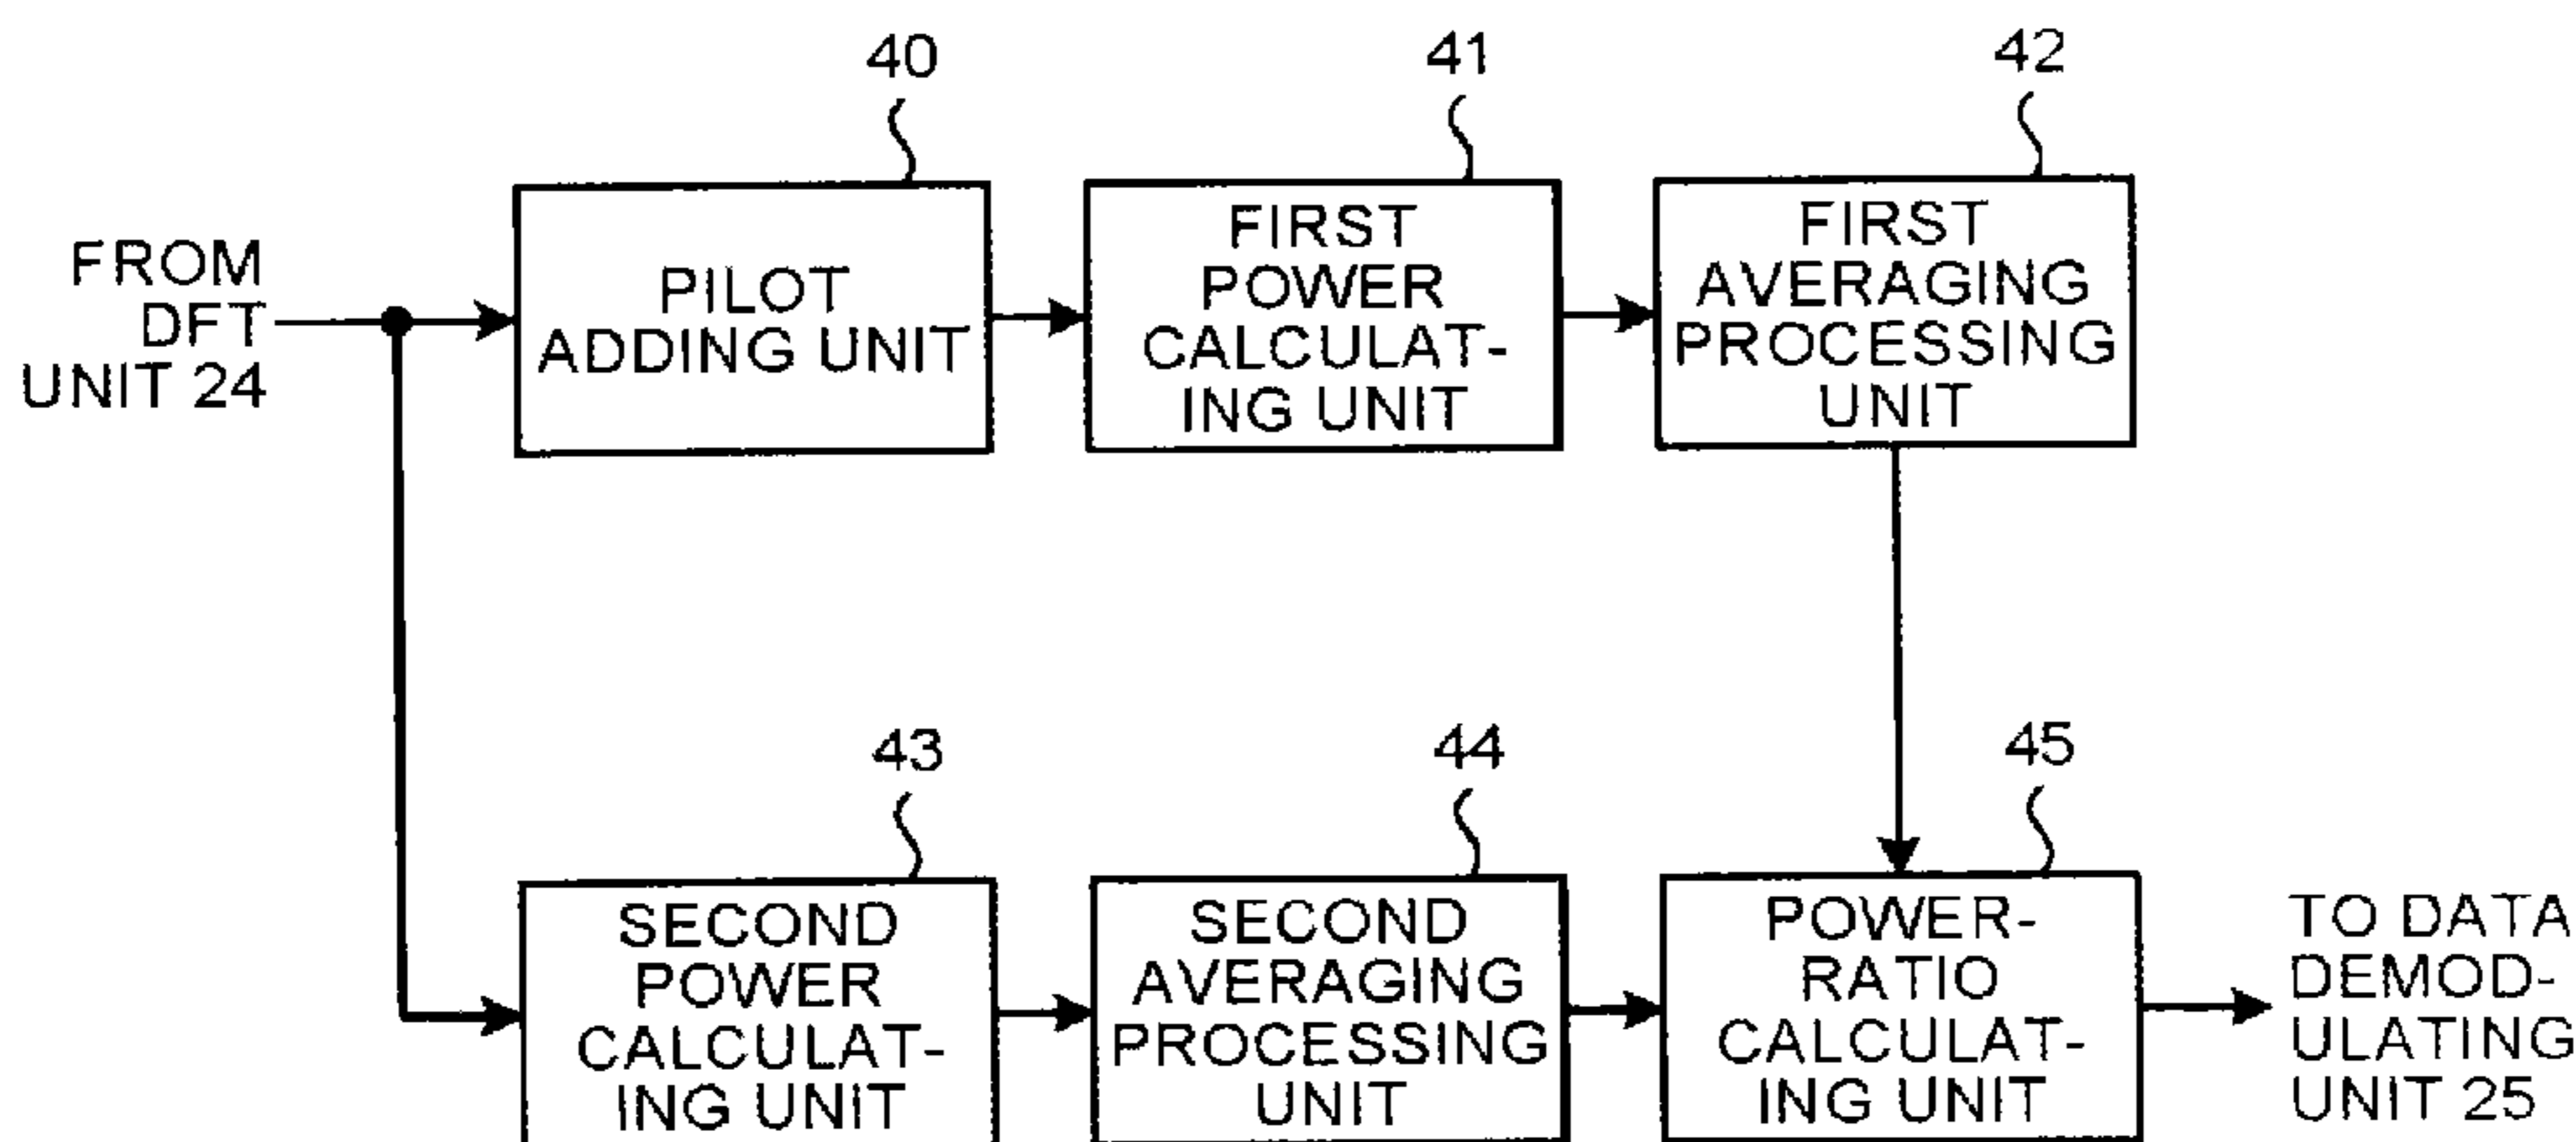 40
41
42
FROM
DFT
UNIT 24
PILOT
ADDING UNIT
FIRST
POWER
CALCULAT-
ING UNIT
FIRST
AVERAGING
PROCESSING
UNIT
43
44
45
SECOND
POWER
CALCULAT-
ING UNIT
SECOND
AVERAGING
PROCESSING
UNIT
POWER-
RATIO
CALCULAT-
ING UNIT
TO DATA
DEMOD-
ULATING
UNIT 25